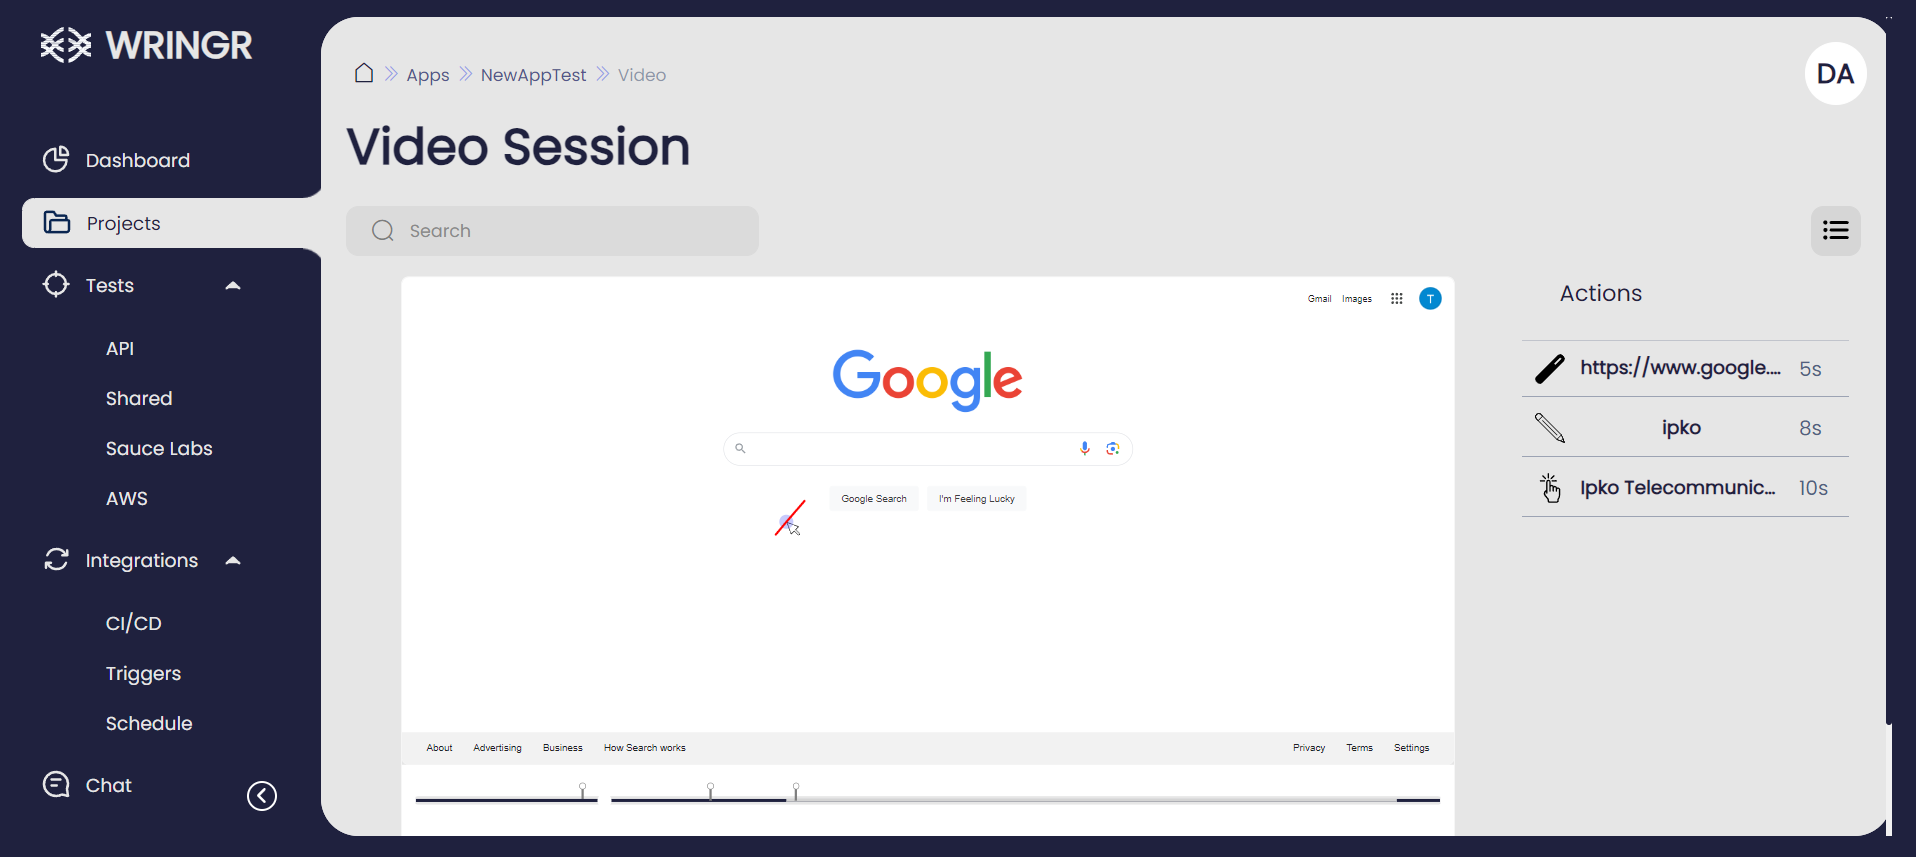 WRINGR
Dashboard
Projects
Tests
API
Shared
Sauce Labs
AWS
Integrations
CI/CD
Triggers
Schedule
Chat
Apps
NewAppTest
Video
DA
Video Session
Search
Gmail Images
T
Google
Google Search
I'm Feeling Lucky
About Advertising Business How Search works
Privacy Terms Settings
Actions
https://www.google.... 5s
ipko 8s
Ipko Telecommunic... 10s